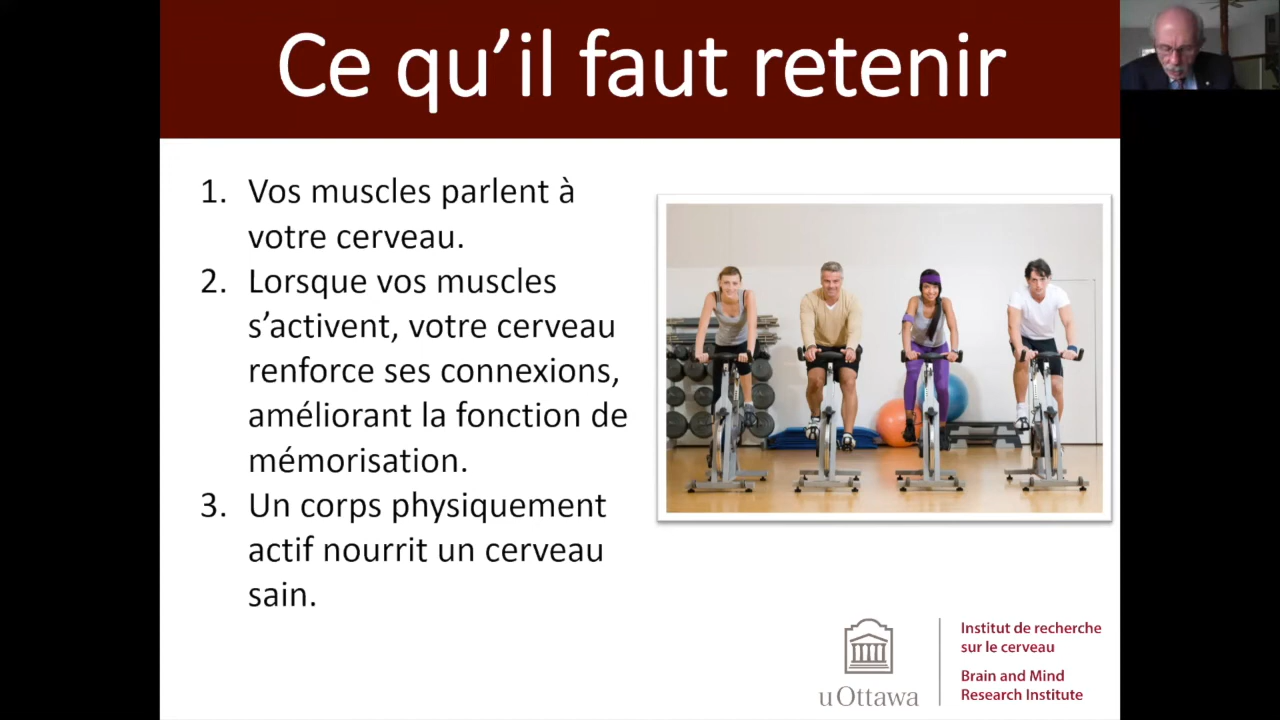 Ce qu’il faut retenir
1. Vos muscles parlent à
votre cerveau.
2. Lorsque vos muscles
s’activent, votre cerveau
renforce ses connexions,
améliorant la fonction de
mémorisation.
3. Un corps physiquement
actif nourrit un cerveau
sain.
uOttawa
Institut de recherche
sur le cerveau
Brain and Mind
Research Institute